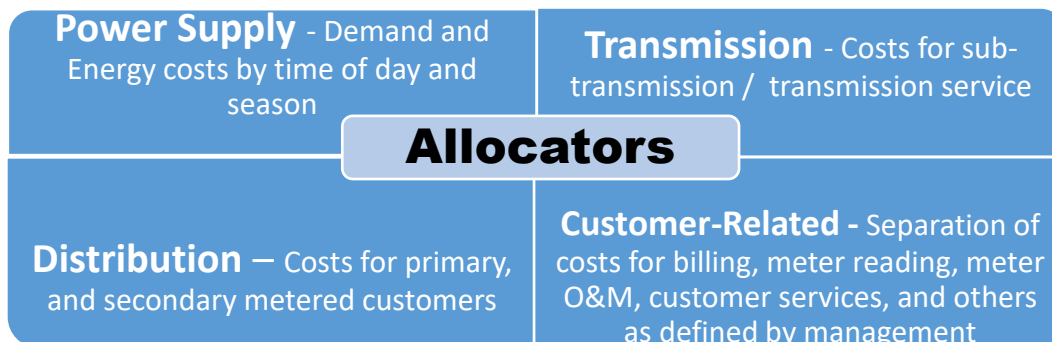 Power Supply - Demand and
Energy costs by time of day and
season
Transmission - Costs for sub-
transmission / transmission service
Allocators
Distribution – Costs for primary,
and secondary metered customers
Customer-Related - Separation of
costs for billing, meter reading, meter
O&M, customer services, and others
as defined by management